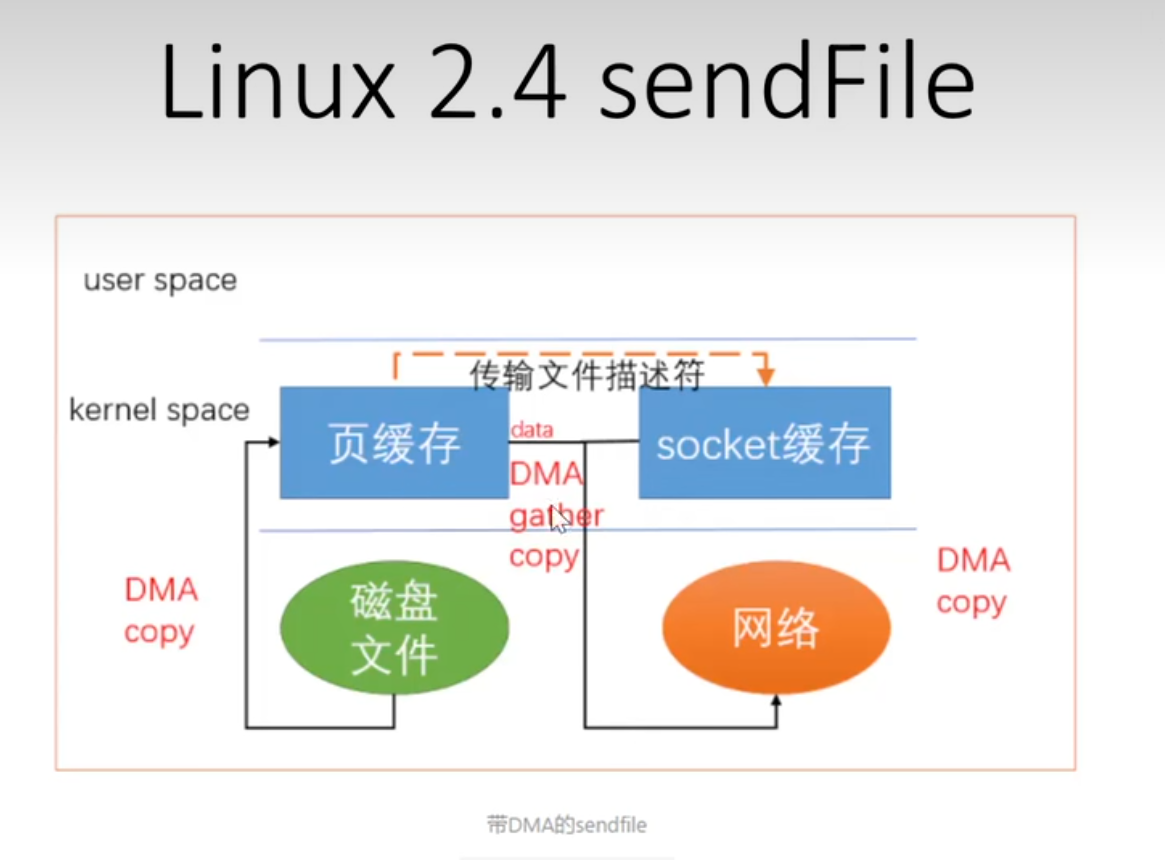 Linux 2.4 sendFile
user space
传输文件描述符
kernel space
页缓存
data
socket缓存
DMA
gather
copy
DMA
copy
磁盘
文件
网络
DMA
copy
带DMA的sendfile